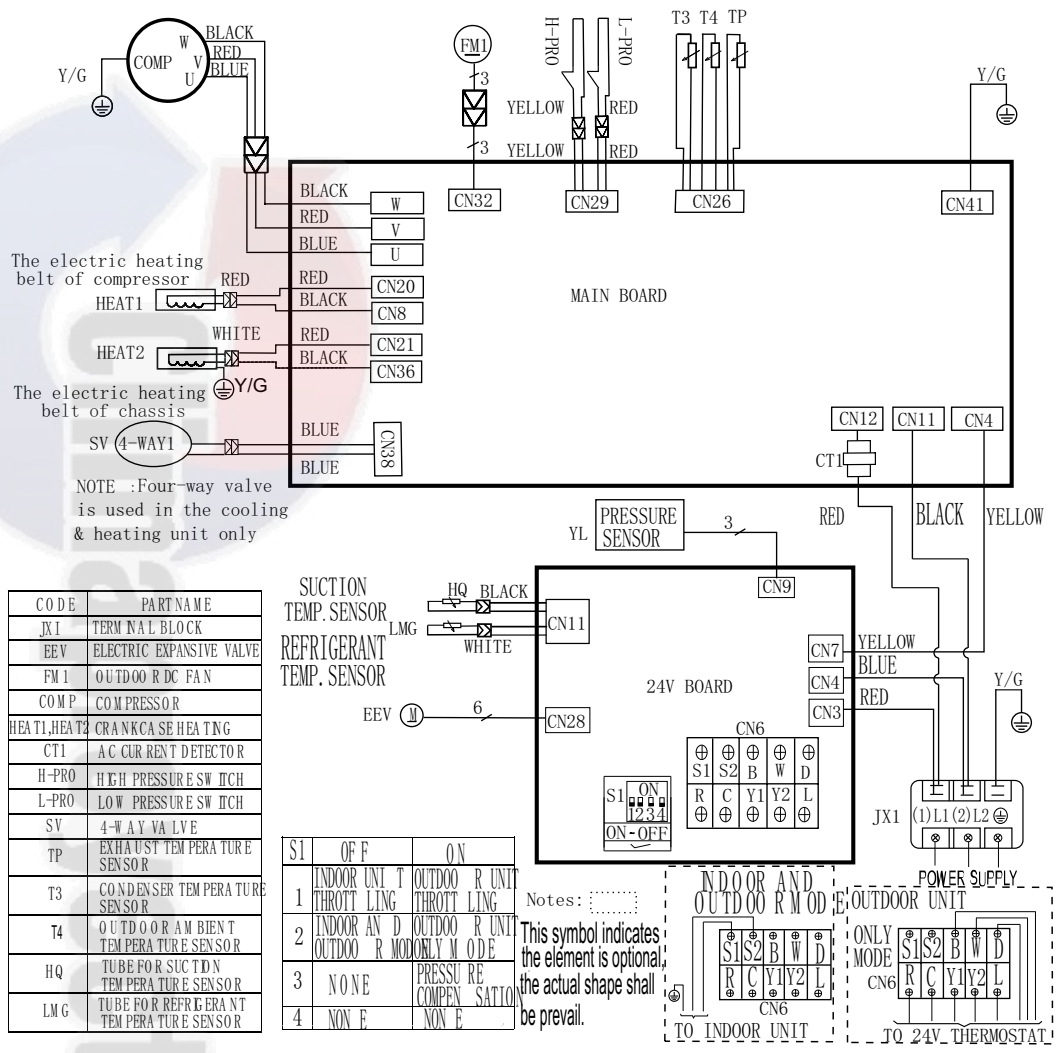 BLACK
RED
BLUE
W
V
U
COMP
Y/G
FM1
3
3
H-PRO
L-PRO
YELLOW
RED
YELLOW
RED
T3 T4 TP
Y/G
CN32
CN29
CN26
CN41
BLACK
W
RED
V
BLUE
U
The electric heating
belt of compressor
RED
HEAT1
RED
CN20
BLACK
CN8
MAIN BOARD
WHITE
HEAT2
RED
CN21
BLACK
CN36
Y/G
The electric heating
belt of chassis
SV
4-WAY1
BLUE
BLUE
CN38
NOTE :Four-way valve
is used in the cooling
& heating unit only
CN12
CN11
CN4
CT1
RED
BLACK
YELLOW
YL
PRESSURE
SENSOR
3
CN9
SUCTION
TEMP. SENSOR
HQ
BLACK
LMG
WHITE
REFRIGERANT
TEMP. SENSOR
CN11
EEV
M
6
CN28
24V BOARD
CN7
YELLOW
CN4
BLUE
CN3
RED
Y/G
CN6
S1 S2 B W D
R C Y1 Y2 L
S1
ON
1234
ON-OFF
JX1
(1) L1 (2) L2
POWER SUPPLY
CODE PARTNAME
JX1 TERMINAL BLOCK
EEV ELECTRIC EXPANSIVE VALVE
FM1 OUTDOOR DC FAN
COMP COMPRESSOR
HEAT1,HEAT2 CRANKCASE HEATING
CT1 AC CURRENT DETECTOR
H-PRO HIGH PRESSURE SWITCH
L-PRO LOW PRESSURE SWITCH
SV 4-WAY VALVE
TP EXHAUST TEMPERATURE
SENSOR
T3 CONDENSER TEMPERATURE
SENSOR
T4 OUTDOOR AMBIENT
TEMPERATURE SENSOR
HQ TUBE FOR SUCTION
TEMPERATURE SENSOR
LMG TUBE FOR REFRIGERANT
TEMPERATURE SENSOR
S1 OFF ON
1 INDOOR UNIT THROTTLING OUTDOOR UNIT THROTTLING
2 INDOOR AND OUTDOOR MODE OUTDOOR UNIT ONLY MODE
3 NONE PRESSURE COMPENSATION
4 NONE NONE
Notes:
This symbol indicates
the element is optional,
the actual shape shall
be prevail.
INDOOR AND
OUTDOOR MODE
S1 S2 B W D
R C Y1 Y2 L
CN6
TO INDOOR UNIT
OUTDOOR UNIT
ONLY
MODE
CN6
S1 S2 B W D
R C Y1 Y2 L
TO 24V THERMOSTAT